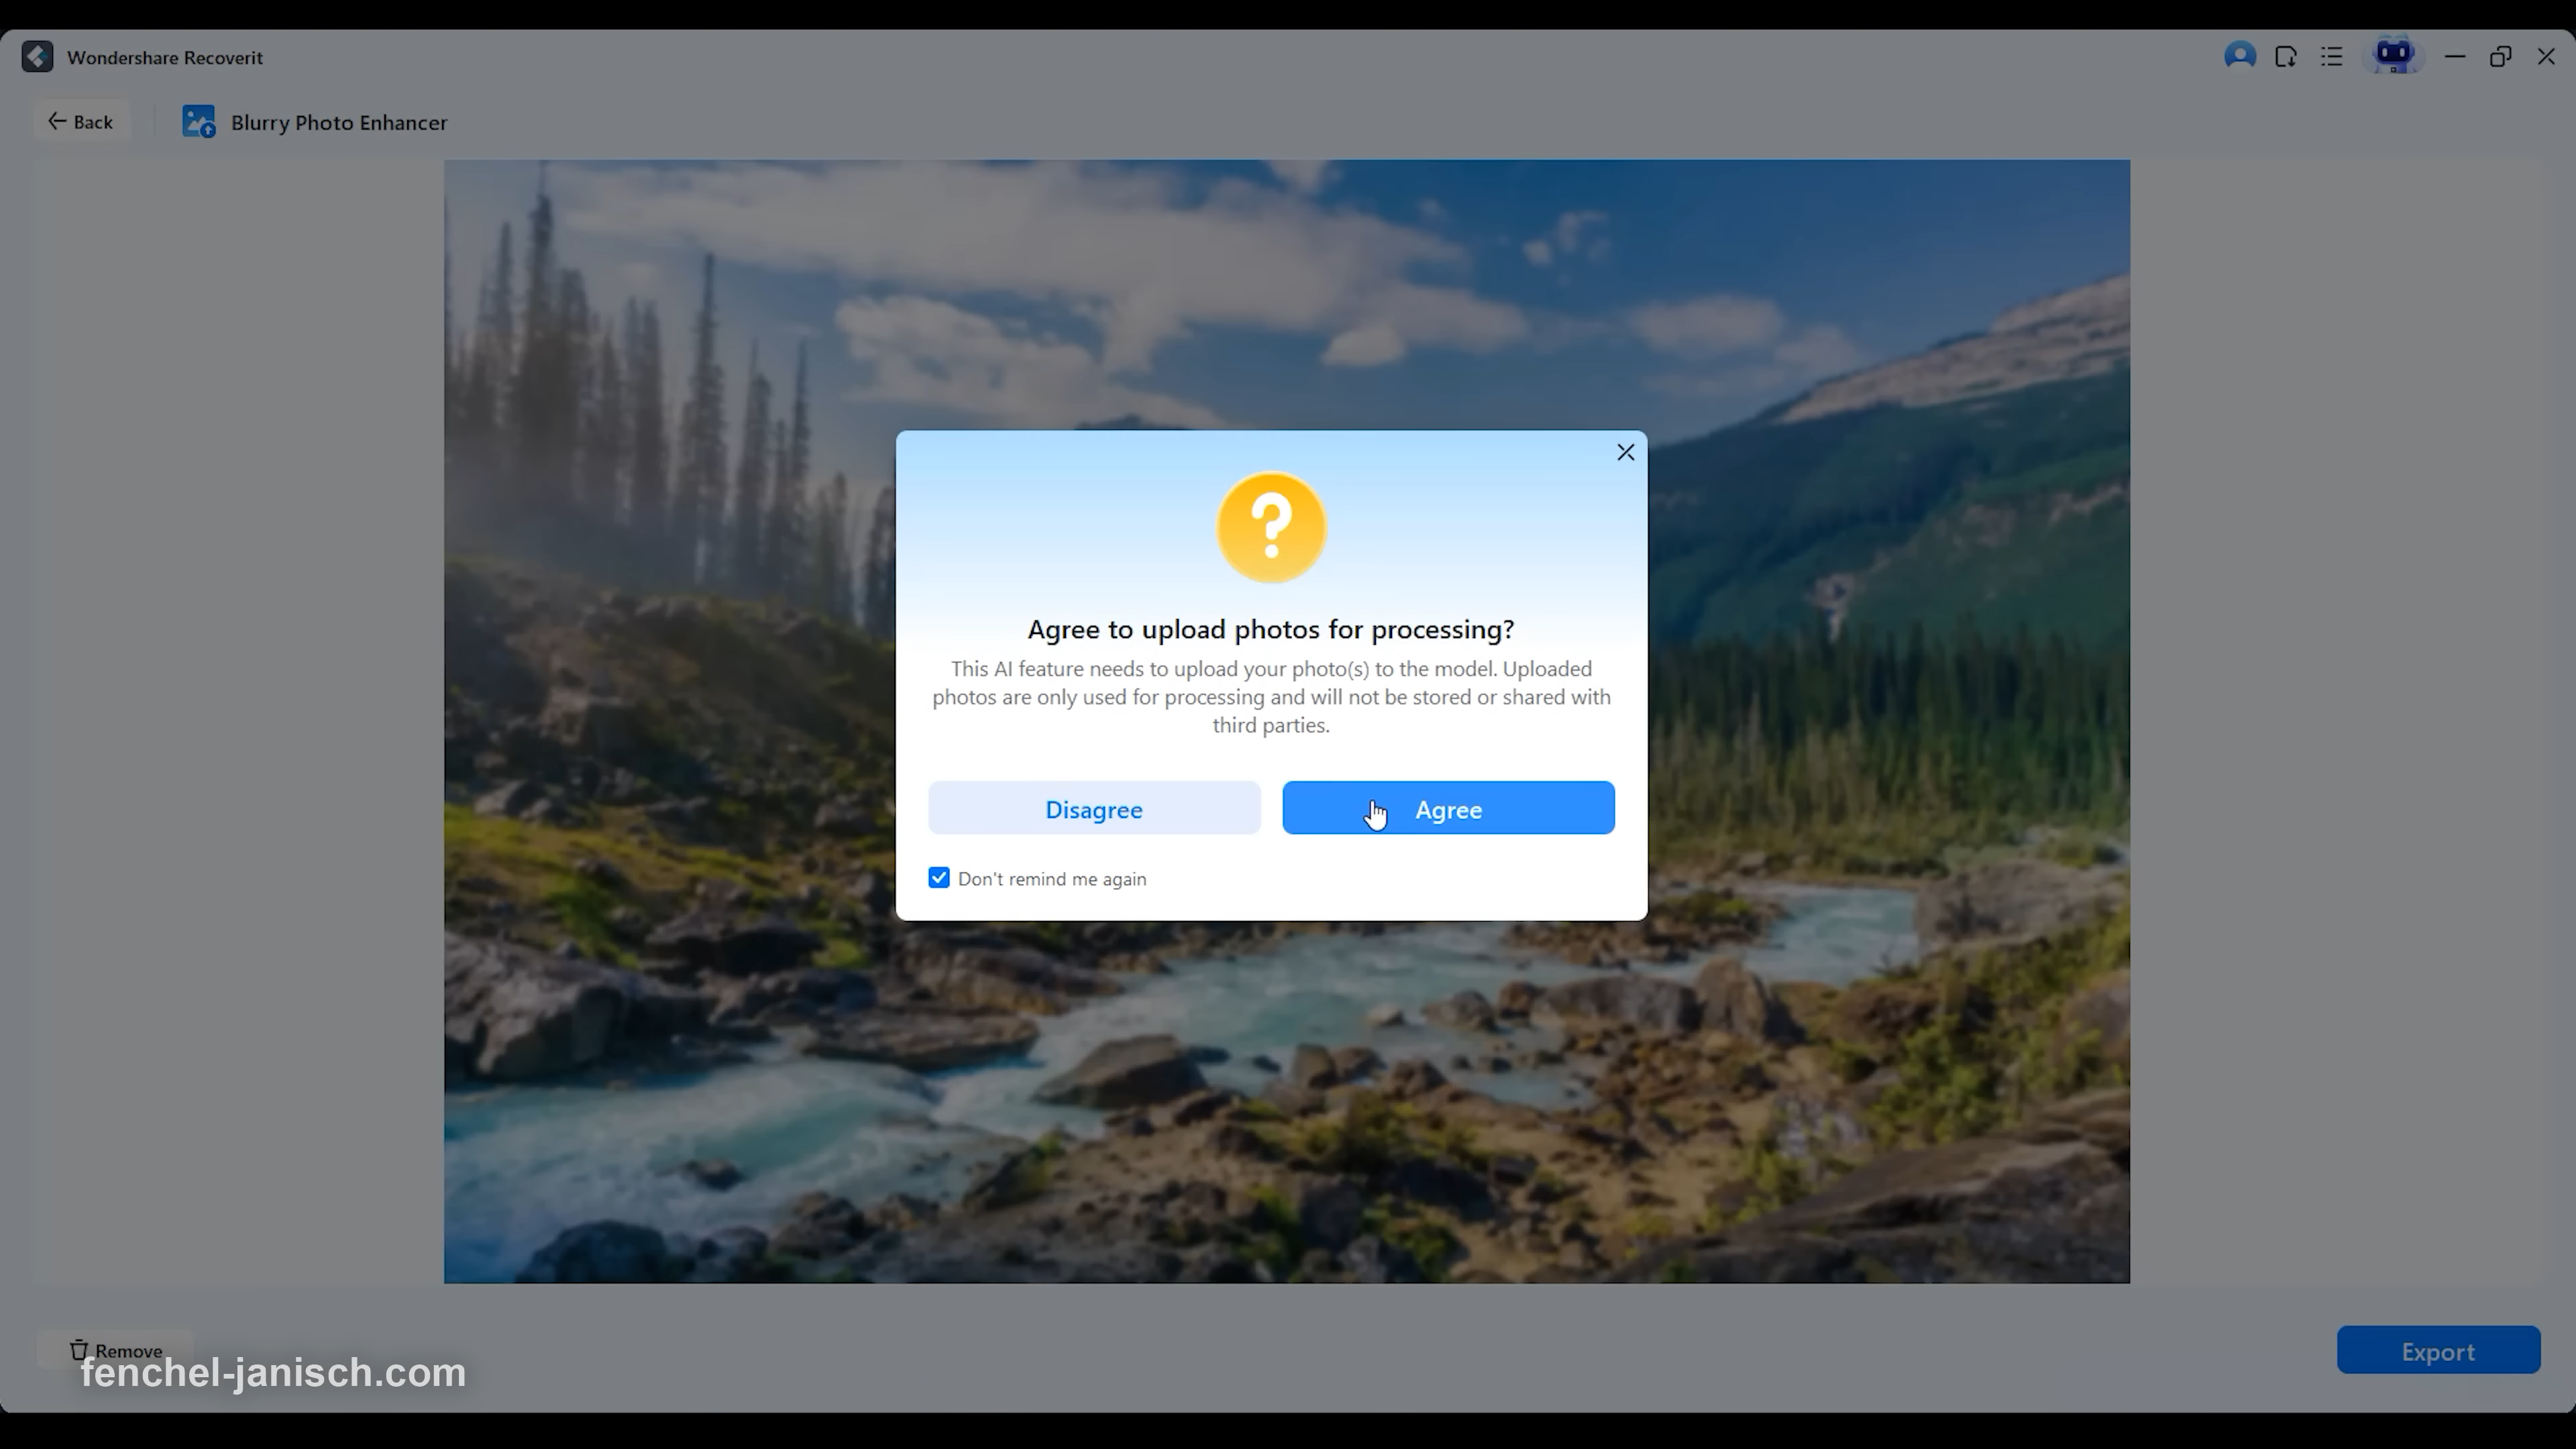 Wondershare Recoverit
Back
Blurry Photo Enhancer
?
Agree to upload photos for processing?
This AI feature needs to upload your photo(s) to the model. Uploaded
photos are only used for processing and will not be stored or shared with
third parties.
Disagree
Agree
Don't remind me again
Remove
fenchel-janisch.com
Export